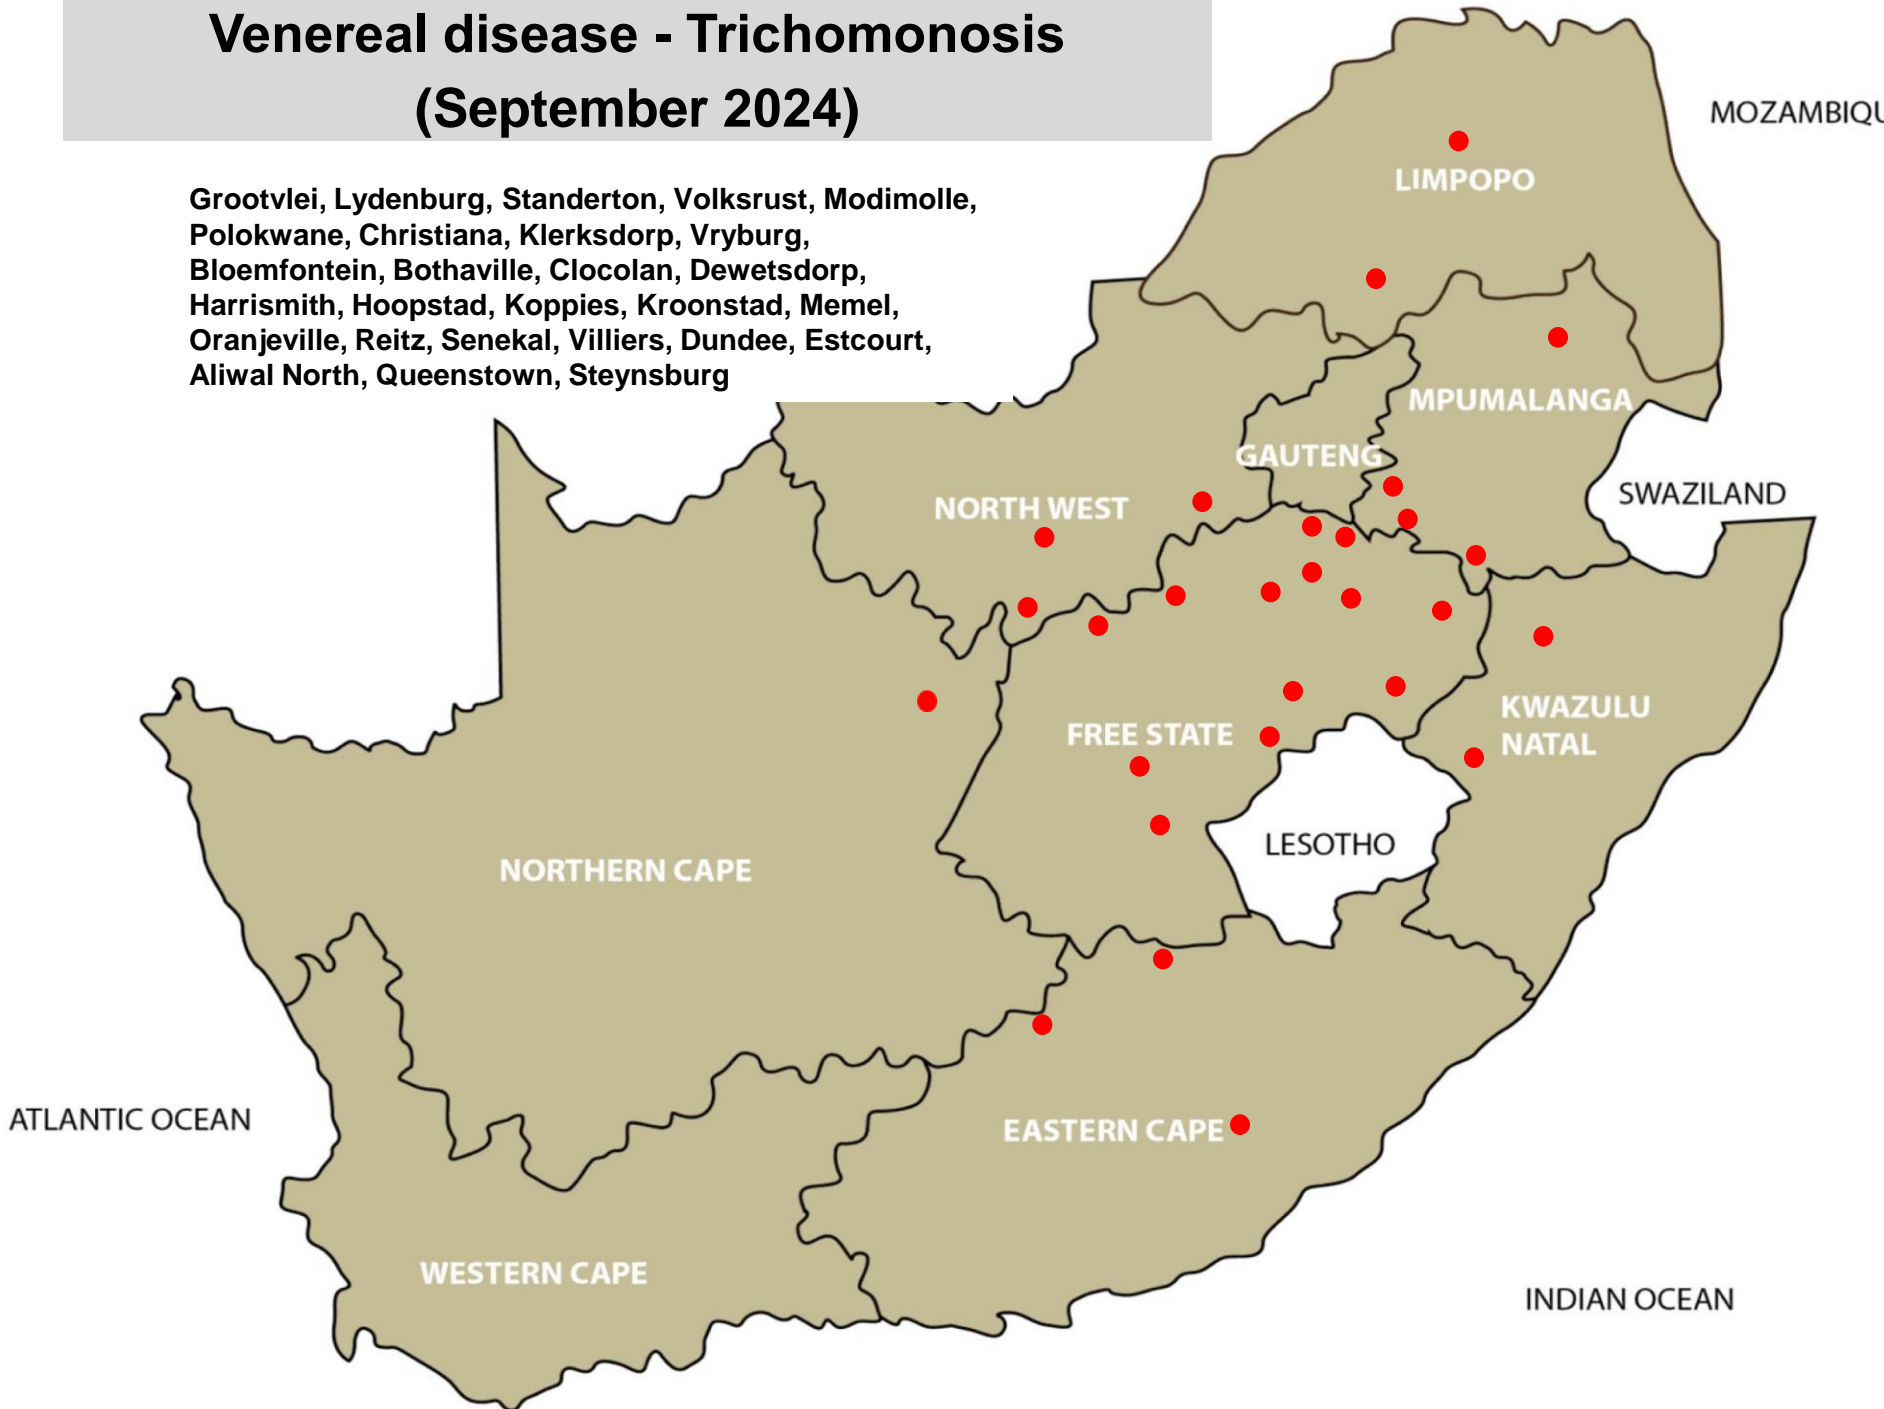 Venereal disease - Trichomonosis
(September 2024)
Grootvlei, Lydenburg, Standerton, Volksrust, Modimolle,
Polokwane, Christiana, Klerksdorp, Vryburg,
Bloemfontein, Bothaville, Clocolan, Dewetsdorp,
Harrismith, Hoopstad, Koppies, Kroonstad, Memel,
Oranjeville, Reitz, Senekal, Villiers, Dundee, Estcourt,
Aliwal North, Queenstown, Steynsburg
MOZAMBIQU
LIMPOPO
MPUMALANGA
GAUTENG
SWAZILAND
NORTH WEST
KWAZULU
NATAL
FREE STATE
LESOTHO
NORTHERN CAPE
ATLANTIC OCEAN
EASTERN CAPE
WESTERN CAPE
INDIAN OCEAN